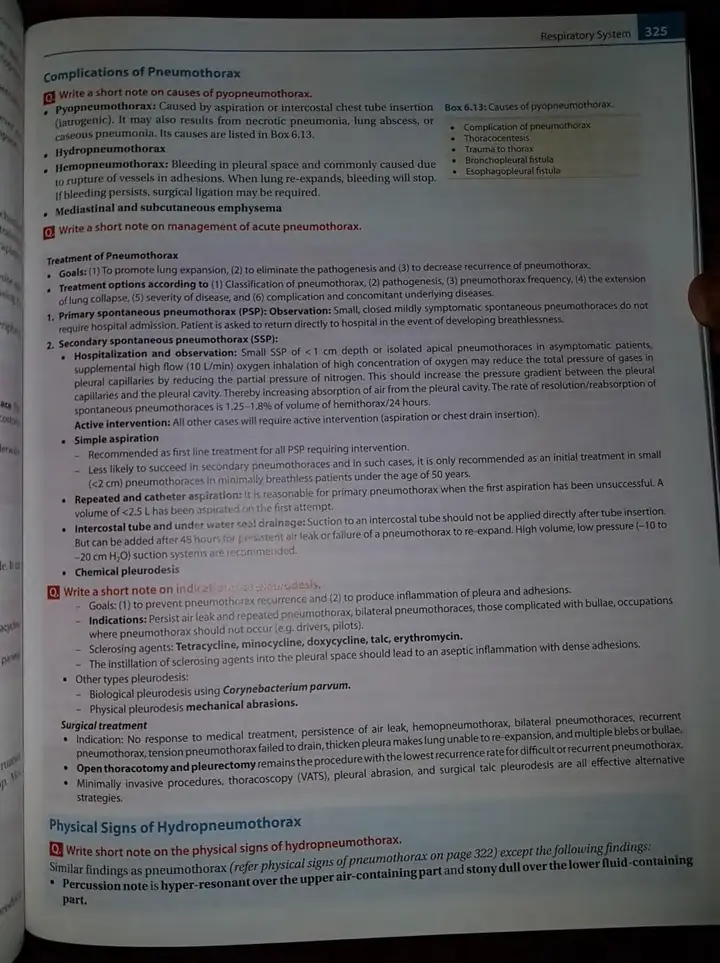 Respiratory System 325
Complications of Pneumothorax
Q. Write a short note on causes of pyopneumothorax.
• Pyopneumothorax: Caused by aspiration or intercostal chest tube insertion
(iatrogenic). It may also results from necrotic pneumonia, lung abscess, or
caseous pneumonia. Its causes are listed in Box 6.13.
• Hydropneumothorax
• Hemopneumothorax: Bleeding in pleural space and commonly caused due
to rupture of vessels in adhesions. When lung re-expands, bleeding will stop.
If bleeding persists, surgical ligation may be required.
• Mediastinal and subcutaneous emphysema
Box 6.13: Causes of pyopneumothorax.
• Complication of pneumothorax
• Thoracocentesis
• Trauma to thorax
• Bronchopleural fistula
• Esophagopleural fistula
Q. Write a short note on management of acute pneumothorax.
Treatment of Pneumothorax
• Goals: (1) To promote lung expansion, (2) to eliminate the pathogenesis and (3) to decrease recurrence of pneumothorax.
• Treatment options according to (1) Classification of pneumothorax, (2) pathogenesis, (3) pneumothorax frequency, (4) the extension
of lung collapse, (5) severity of disease, and (6) complication and concomitant underlying diseases.
1. Primary spontaneous pneumothorax (PSP): Observation: Small, closed mildly symptomatic spontaneous pneumothoraces do not
require hospital admission. Patient is asked to return directly to hospital in the event of developing breathlessness.
2. Secondary spontaneous pneumothorax (SSP):
• Hospitalization and observation: Small SSP of <1 cm depth or isolated apical pneumothoraces in asymptomatic patients,
supplemental high flow (10 L/min) oxygen inhalation of high concentration of oxygen may reduce the total pressure of gases in
pleural capillaries by reducing the partial pressure of nitrogen. This should increase the pressure gradient between the pleural
capillaries and the pleural cavity. Thereby increasing absorption of air from the pleural cavity. The rate of resolution/reabsorption of
spontaneous pneumothoraces is 1.25–1.8% of volume of hemithorax/24 hours.
Active intervention: All other cases will require active intervention (aspiration or chest drain insertion).
• Simple aspiration
– Recommended as first line treatment for all PSP requiring intervention.
– Less likely to succeed in secondary pneumothoraces and in such cases, it is only recommended as an initial treatment in small
(<2 cm) pneumothoraces in minimally breathless patients under the age of 50 years.
• Repeated and catheter aspiration: It is reasonable for primary pneumothorax when the first aspiration has been unsuccessful. A
volume of <2.5 L has been aspirated on the first attempt.
• Intercostal tube and under water seal drainage: Suction to an intercostal tube should not be applied directly after tube insertion.
But can be added after 48 hours for persistent air leak or failure of a pneumothorax to re-expand. High volume, low pressure (–10 to
–20 cm H₂O) suction systems are recommended.
• Chemical pleurodesis
Q. Write a short note on indications of pleurodesis.
– Goals: (1) to prevent pneumothorax recurrence and (2) to produce inflammation of pleura and adhesions.
– Indications: Persist air leak and repeated pneumothorax, bilateral pneumothoraces, those complicated with bullae, occupations
where pneumothorax should not occur (e.g. drivers, pilots).
– Sclerosing agents: Tetracycline, minocycline, doxycycline, talc, erythromycin.
– The instillation of sclerosing agents into the pleural space should lead to an aseptic inflammation with dense adhesions.
• Other types pleurodesis:
– Biological pleurodesis using Corynebacterium parvum.
– Physical pleurodesis mechanical abrasions.
Surgical treatment
• Indication: No response to medical treatment, persistence of air leak, hemopneumothorax, bilateral pneumothoraces, recurrent
pneumothorax, tension pneumothorax failed to drain, thicken pleura makes lung unable to re-expansion, and multiple blebs or bullae.
• Open thoracotomy and pleurectomy remains the procedure with the lowest recurrence rate for difficult or recurrent pneumothorax.
• Minimally invasive procedures, thoracoscopy (VATS), pleural abrasion, and surgical talc pleurodesis are all effective alternative
strategies.
Physical Signs of Hydropneumothorax
Q. Write short note on the physical signs of hydropneumothorax.
Similar findings as pneumothorax (refer physical signs of pneumothorax on page 322) except the following findings:
• Percussion note is hyper-resonant over the upper air-containing part and stony dull over the lower fluid-containing
part.